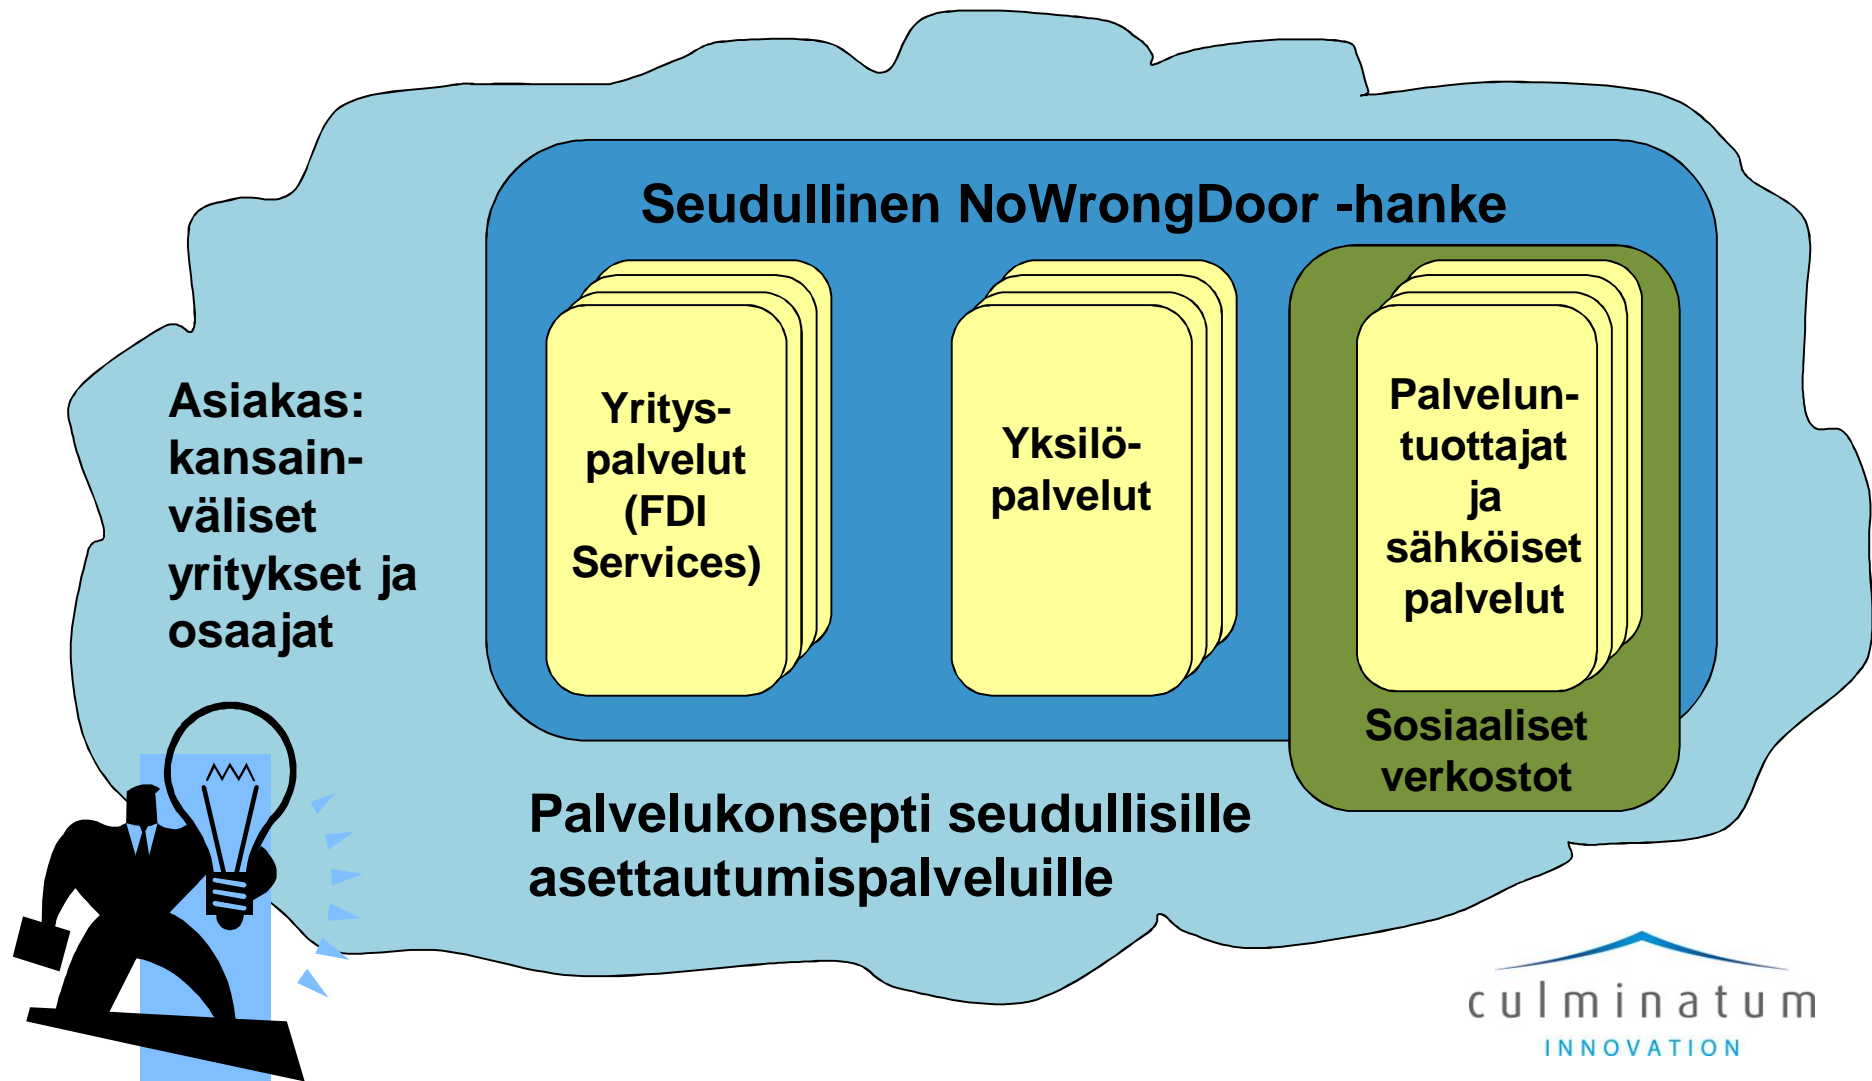 Seudullinen NoWrongDoor -hanke
Asiakas:
kansain-
väliset
yritykset ja
osaajat
Yritys-
palvelut
(FDI
Services)
Yksilö-
palvelut
Palvelun-
tuottajat
ja
sähköiset
palvelut
Sosiaaliset
verkostot
Palvelukonsepti seudullisille
asettautumispalveluille
culminatum
INNOVATION